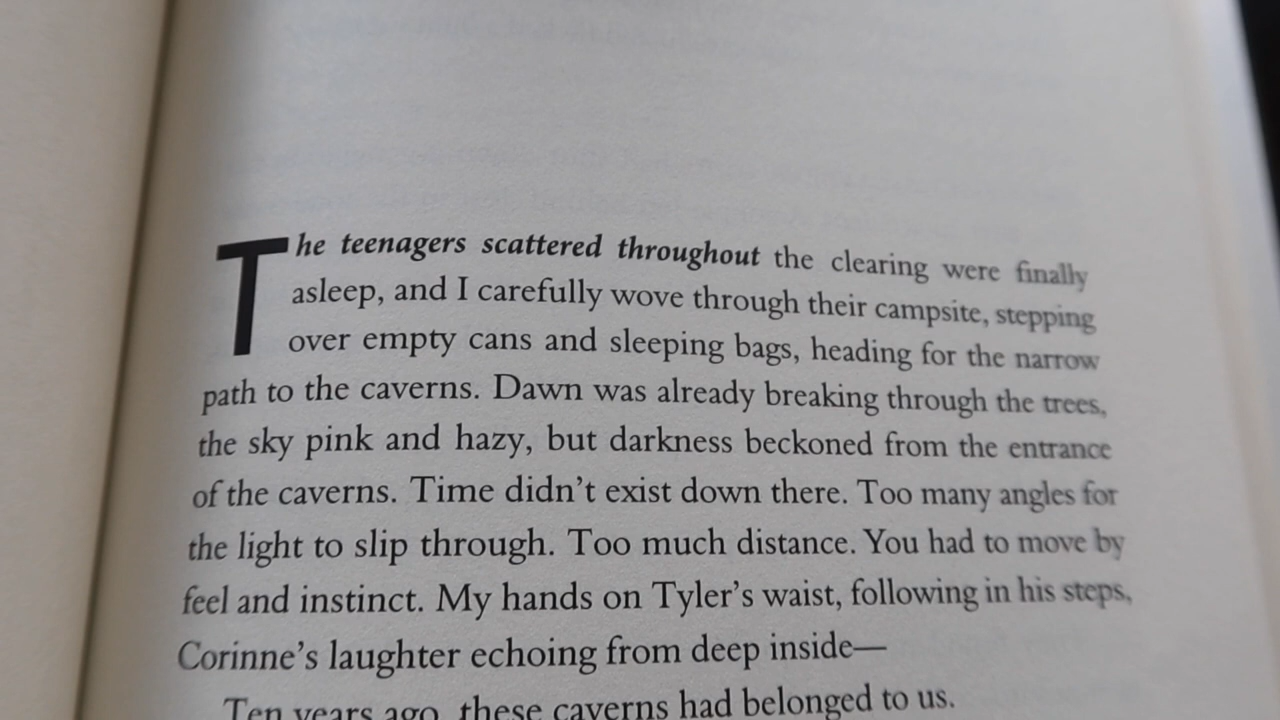 The teenagers scattered throughout the clearing were finally
asleep, and I carefully wove through their campsite, stepping
over empty cans and sleeping bags, heading for the narrow
path to the caverns. Dawn was already breaking through the trees,
the sky pink and hazy, but darkness beckoned from the entrance
of the caverns. Time didn’t exist down there. Too many angles for
the light to slip through. Too much distance. You had to move by
feel and instinct. My hands on Tyler’s waist, following in his steps,
Corinne’s laughter echoing from deep inside—
Ten years ago, these caverns had belonged to us.